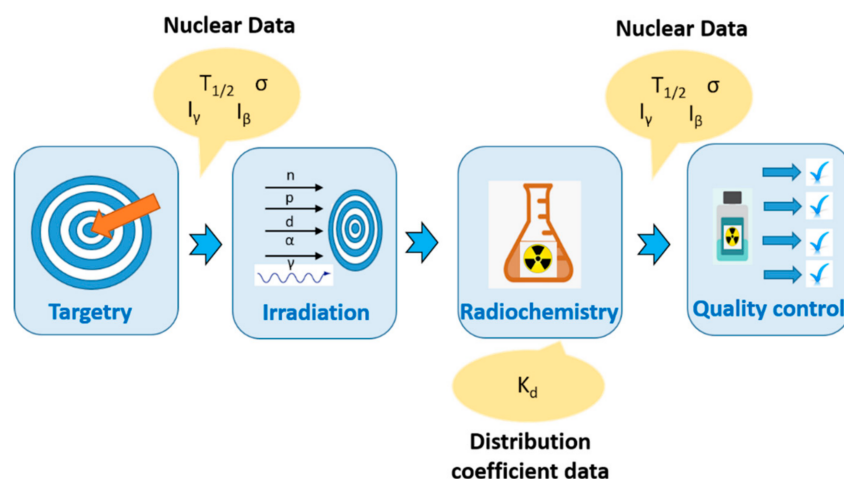 Nuclear Data
Nuclear Data
T1/2 σ
Iγ Iβ
T1/2 σ
Iγ Iβ
n
p
d
α
γ
Targetry
Irradiation
Radiochemistry
Quality control
Kd
Distribution
coefficient data